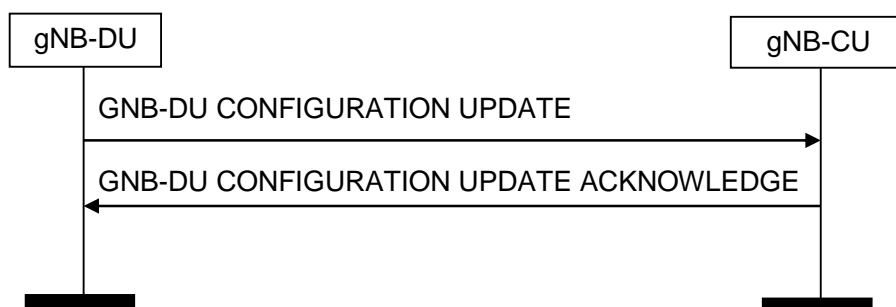 gNB-DU
gNB-CU
GNB-DU CONFIGURATION UPDATE
GNB-DU CONFIGURATION UPDATE ACKNOWLEDGE